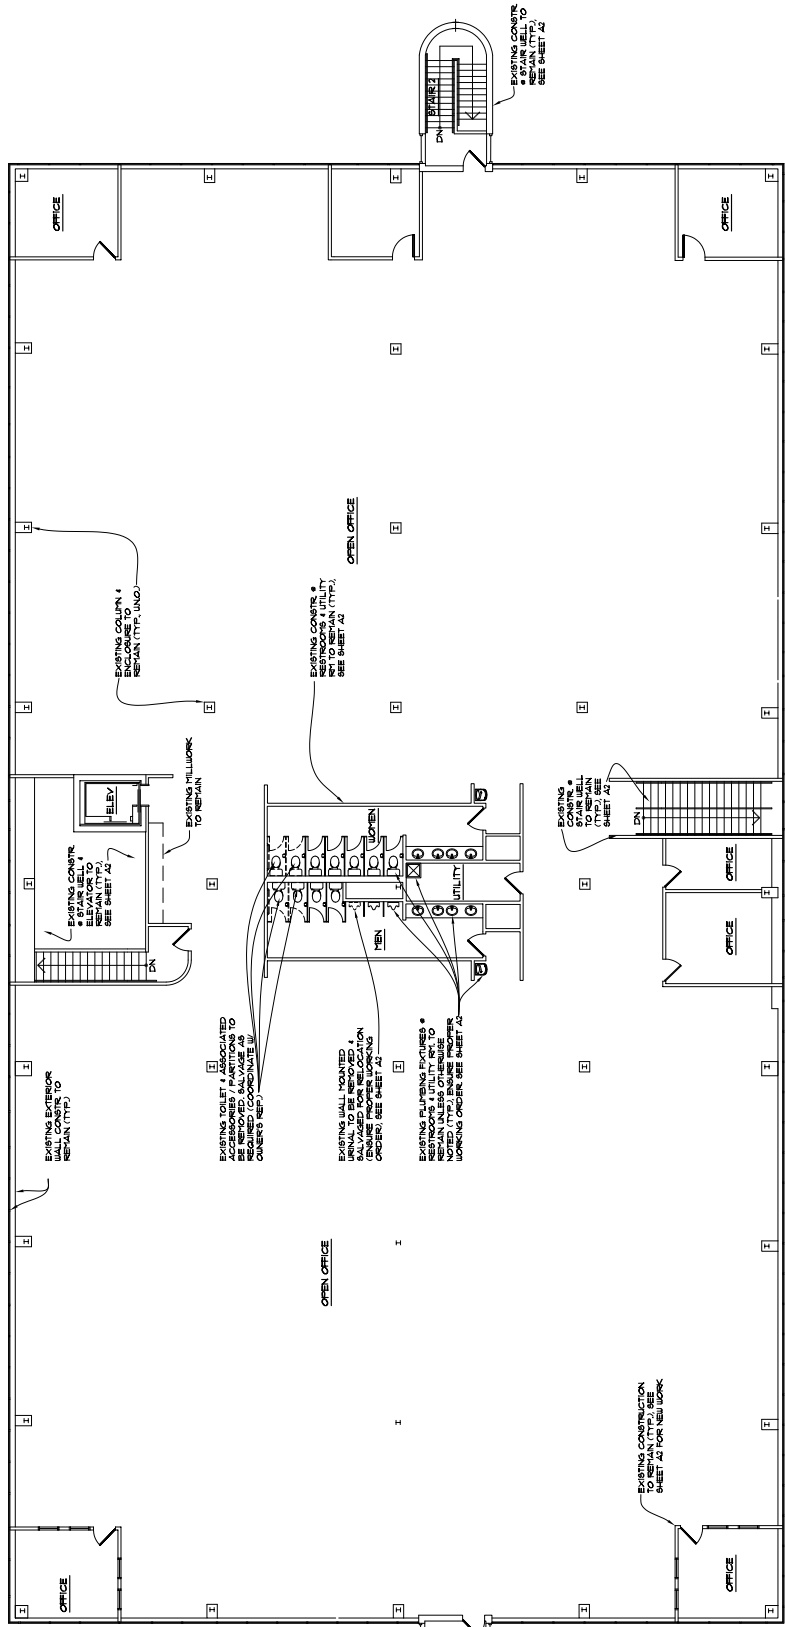 EXISTING CONSTR.
@ STAIR WELL TO
REMAIN (TYP.),
SEE SHEET A2
STAIR 2
DN
OFFICE
OFFICE
OPEN OFFICE
EXISTING COLUMN &
ENCLOSURE TO
REMAIN (TYP., U.N.O.)
EXISTING CONSTR. @
RESTROOMS & UTILITY
RM TO REMAIN (TYP.),
SEE SHEET A2
EXISTING MILLWORK
TO REMAIN
ELEV
EXISTING CONSTR.
@ STAIR WELL &
ELEVATOR TO
REMAIN (TYP.),
SEE SHEET A2
DN
WOMEN
UTILITY
MEN
EXISTING
CONSTR. @
STAIR WELL
TO REMAIN
(TYP.), SEE
SHEET A2
DN
OFFICE
OFFICE
EXISTING EXTERIOR
WALL CONSTR. TO
REMAIN (TYP.)
EXISTING TOILET & ASSOCIATED
ACCESSORIES / PARTITIONS TO
BE REMOVED. SALVAGE AS
REQUIRED (COORDINATE W/
OWNER'S REP.)
EXISTING WALL MOUNTED
URINAL TO BE REMOVED &
SALVAGED FOR RELOCATION
(ENSURE PROPER WORKING
ORDER), SEE SHEET A2
EXISTING PLUMBING FIXTURES @
RESTROOMS & UTILITY RM. TO
REMAIN UNLESS OTHERWISE
NOTED (TYP.), ENSURE PROPER
WORKING ORDER. SEE SHEET A2
OPEN OFFICE
EXISTING CONSTRUCTION
TO REMAIN (TYP.), SEE
SHEET A2 FOR NEW WORK
OFFICE
OFFICE